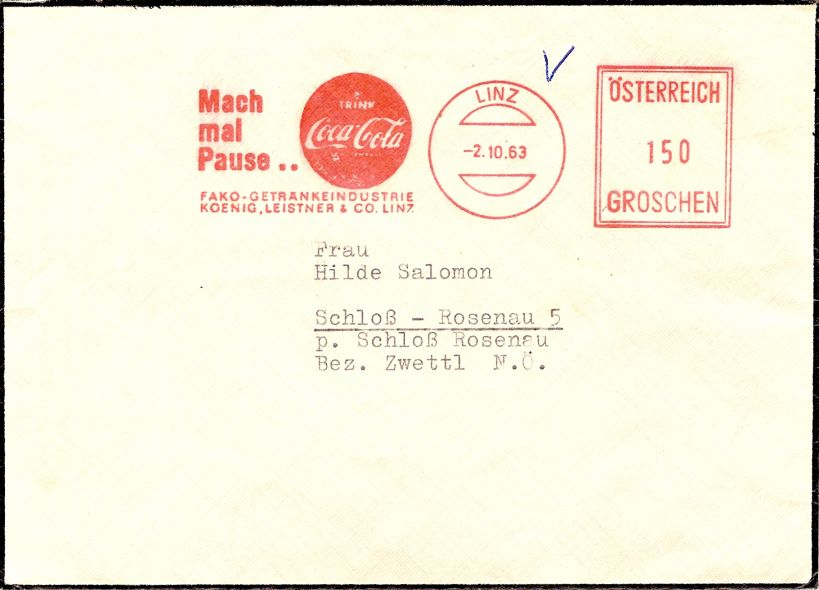 Mach
mal
Pause ..
TRINK
Coca-Cola
FAKO-GETRÄNKEINDUSTRIE
KOENIG, LEISTNER & CO. LINZ
LINZ
-2.10.63
ÖSTERREICH
150
GROSCHEN
Frau
Hilde Salomon
Schloß - Rosenau 5
p. Schloß Rosenau
Bez. Zwettl N.Ö.